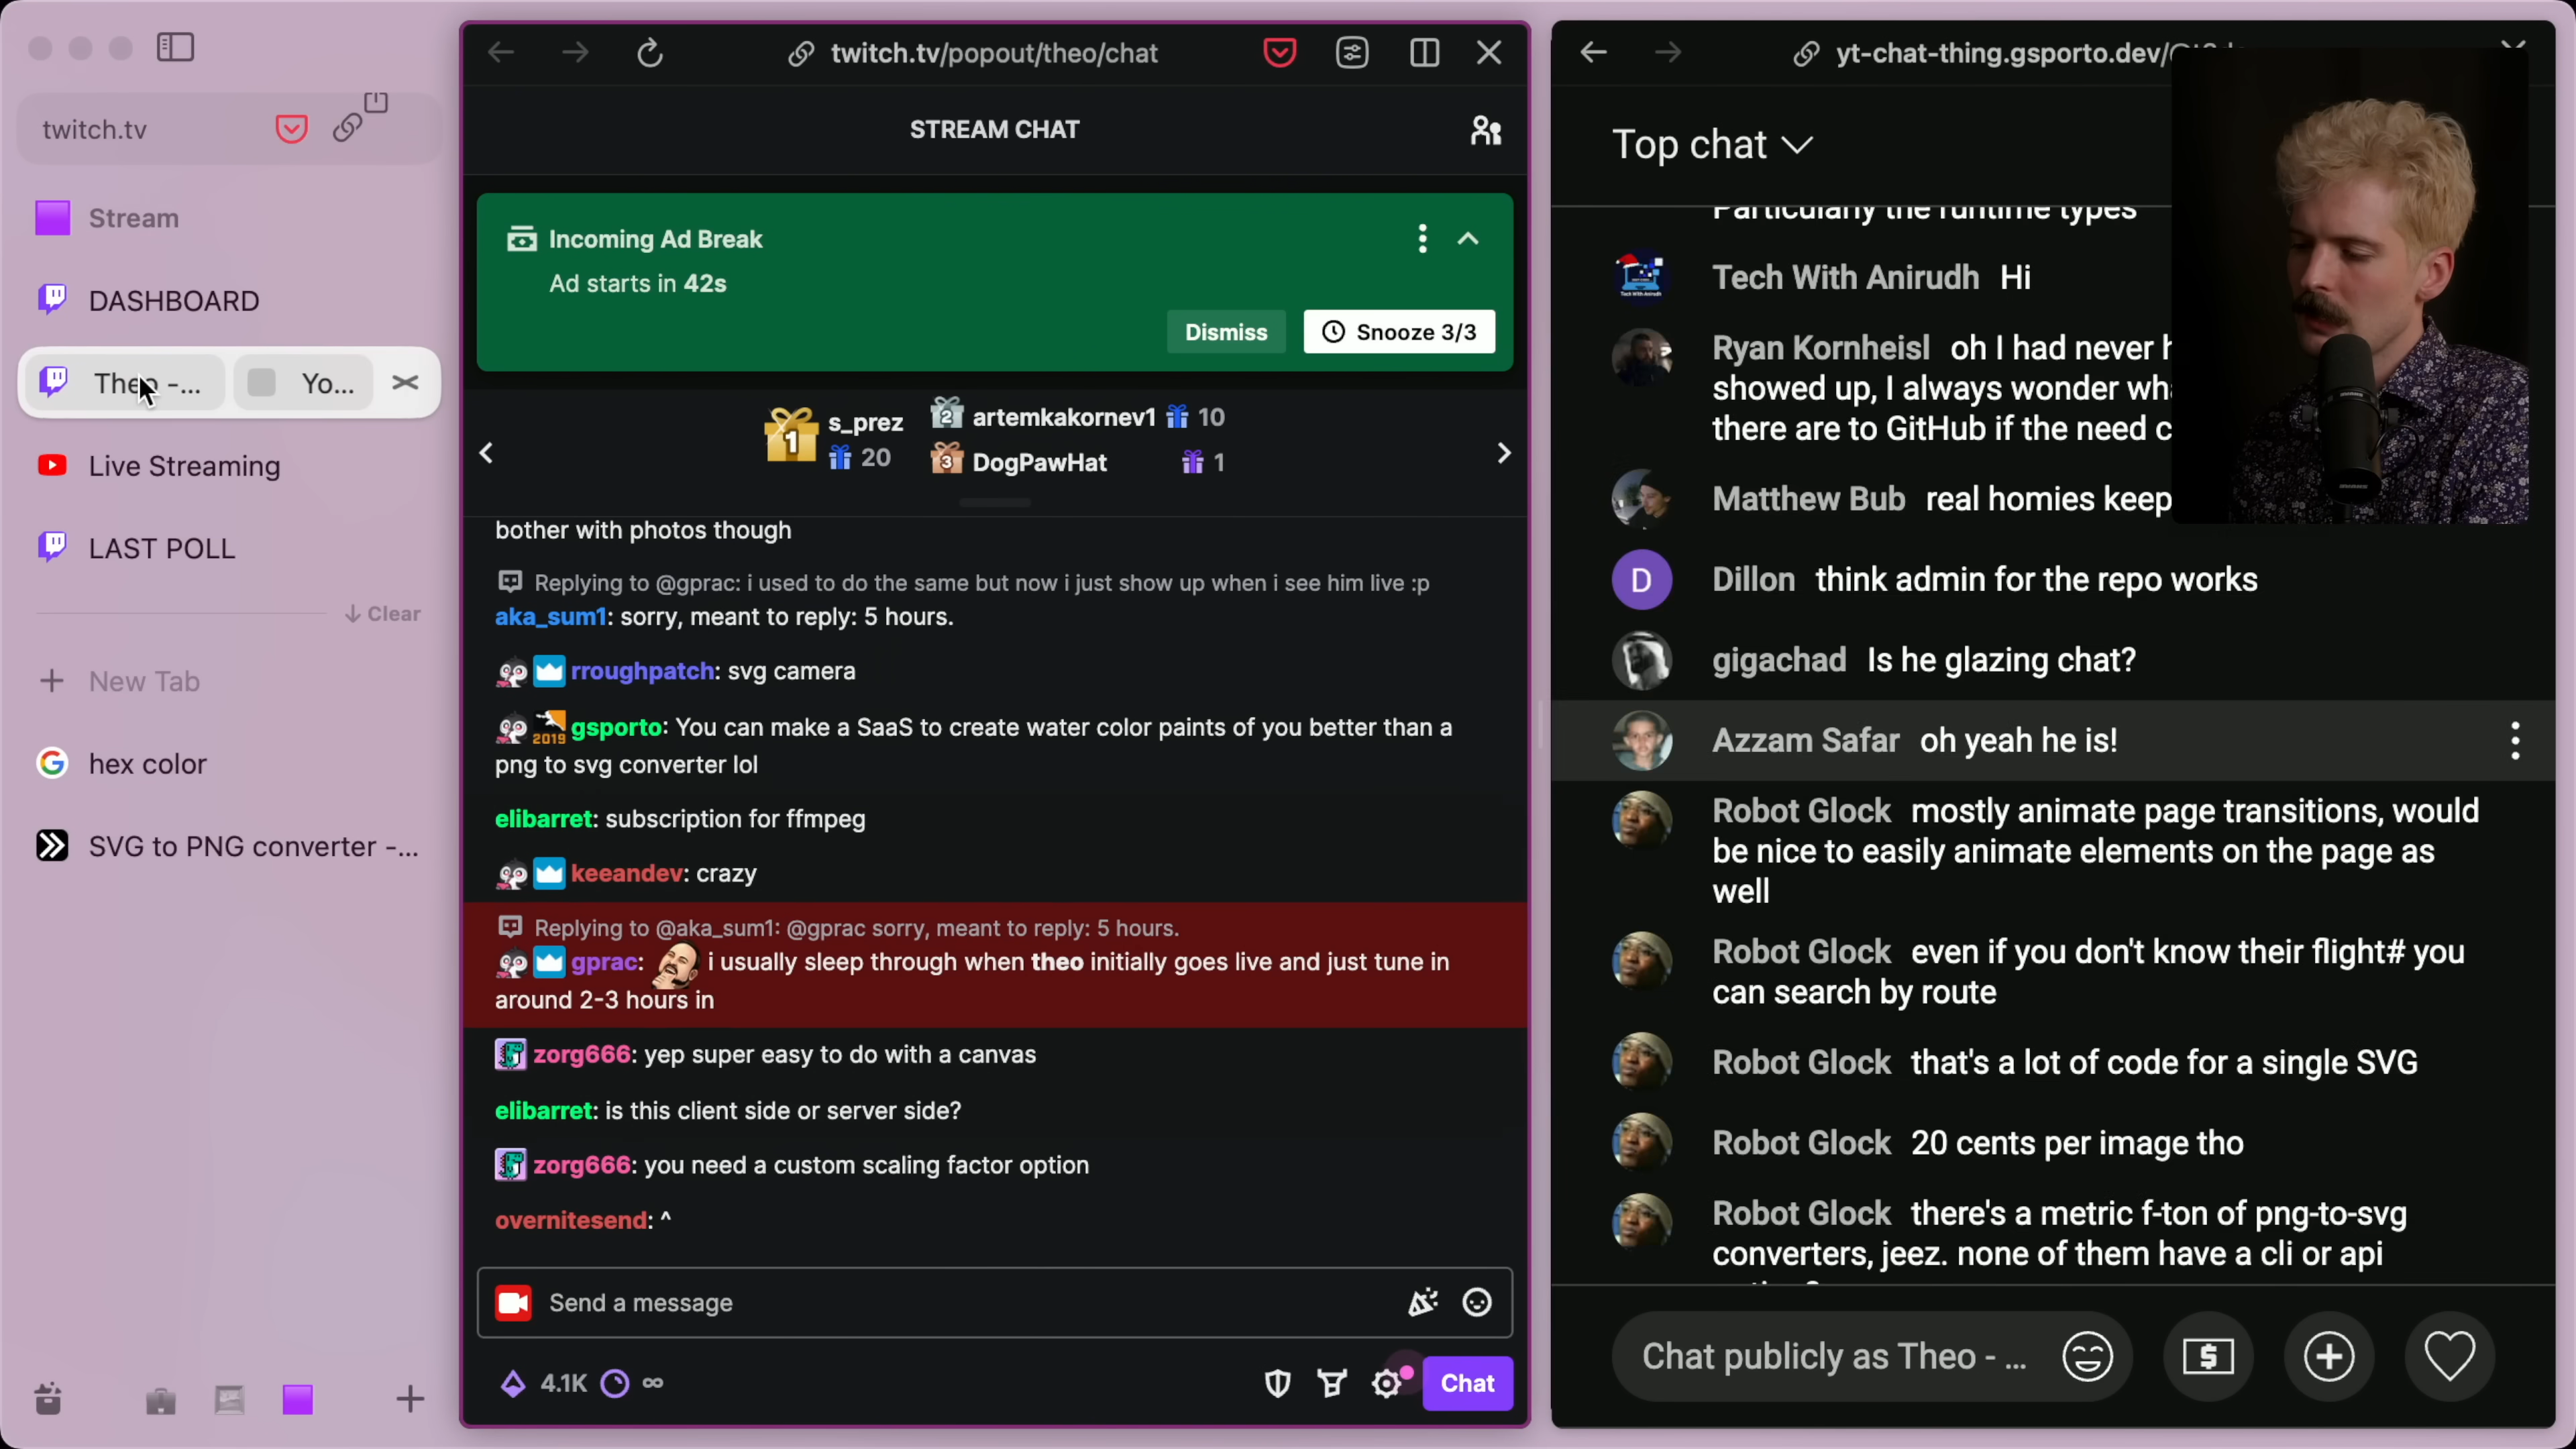 twitch.tv
Stream
DASHBOARD
Theo -...
Yo...
Live Streaming
LAST POLL
Clear
New Tab
hex color
SVG to PNG converter -...
twitch.tv/popout/theo/chat
STREAM CHAT
Incoming Ad Break
Ad starts in 42s
Dismiss
Snooze 3/3
1
s_prez
20
2
artemkakornev1
10
3
DogPawHat
1
bother with photos though
Replying to @gprac: i used to do the same but now i just show up when i see him live :p
aka_sum1: sorry, meant to reply: 5 hours.
rroughpatch: svg camera
2019
gsporto: You can make a SaaS to create water color paints of you better than a
png to svg converter lol
elibarret: subscription for ffmpeg
keeandev: crazy
Replying to @aka_sum1: @gprac sorry, meant to reply: 5 hours.
gprac: i usually sleep through when theo initially goes live and just tune in
around 2-3 hours in
zorg666: yep super easy to do with a canvas
elibarret: is this client side or server side?
zorg666: you need a custom scaling factor option
overnitesend: ^
Send a message
4.1K
∞
Chat
yt-chat-thing.gsporto.dev/
Top chat
Particularly the runtime types
Tech With Anirudh Hi
Ryan Kornheisl oh I had never
showed up, I always wonder
there are to GitHub if the need
Matthew Bub real homies keep
D
Dillon think admin for the repo works
gigachad Is he glazing chat?
Azzam Safar oh yeah he is!
Robot Glock mostly animate page transitions, would
be nice to easily animate elements on the page as
well
Robot Glock even if you don't know their flight# you
can search by route
Robot Glock that's a lot of code for a single SVG
Robot Glock 20 cents per image tho
Robot Glock there's a metric f-ton of png-to-svg
converters, jeez. none of them have a cli or api
Chat publicly as Theo - ...